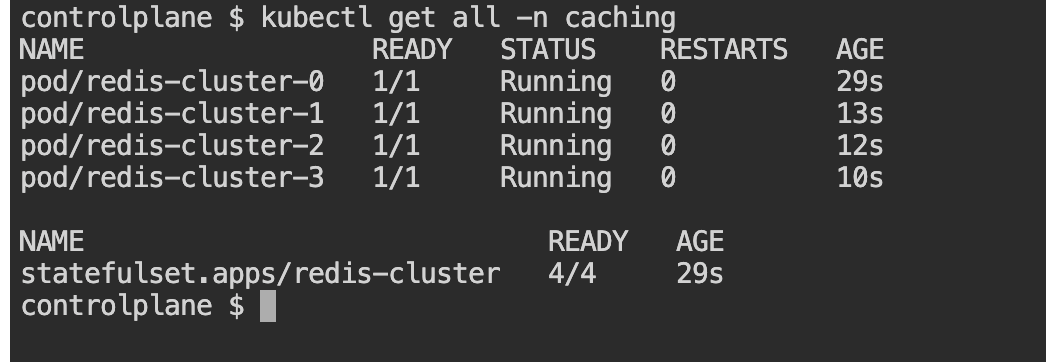 controlplane $ kubectl get all -n caching
NAME                  READY   STATUS    RESTARTS   AGE
pod/redis-cluster-0   1/1     Running   0          29s
pod/redis-cluster-1   1/1     Running   0          13s
pod/redis-cluster-2   1/1     Running   0          12s
pod/redis-cluster-3   1/1     Running   0          10s

NAME                             READY   AGE
statefulset.apps/redis-cluster   4/4     29s
controlplane $